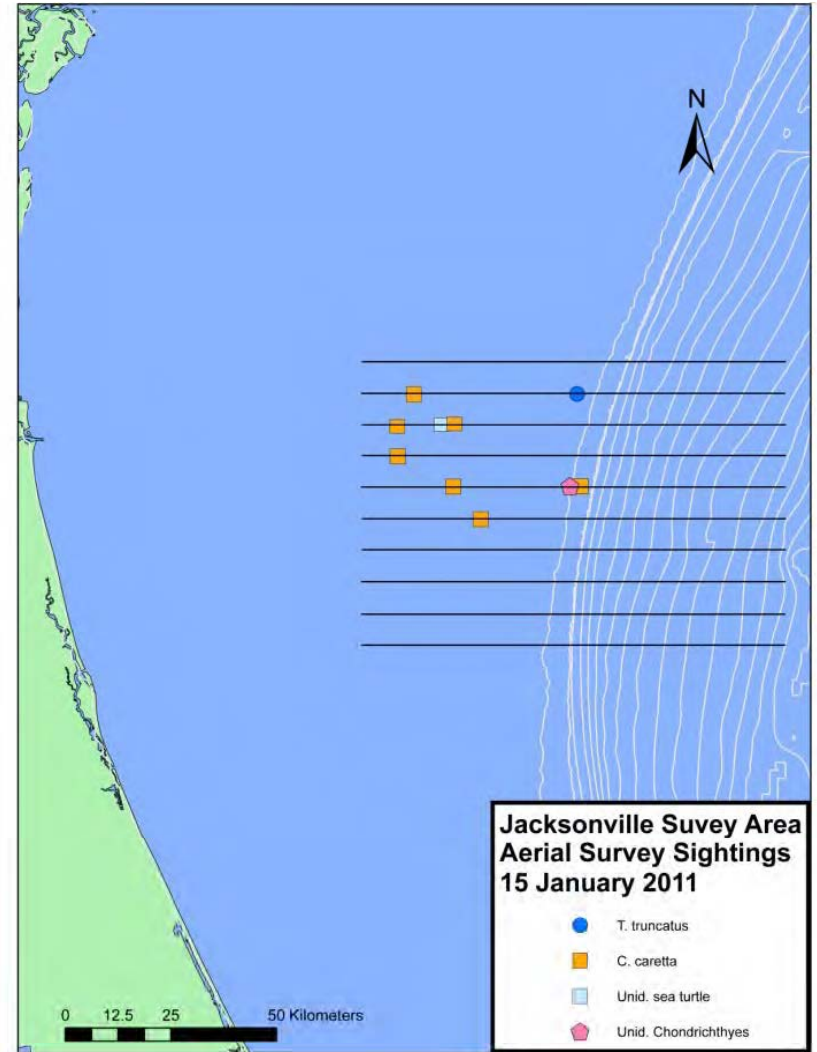 N
Jacksonville Suvey Area
Aerial Survey Sightings
15 January 2011
T. truncatus
C. caretta
Unid. sea turtle
Unid. Chondrichthyes
0 12.5 25 50 Kilometers